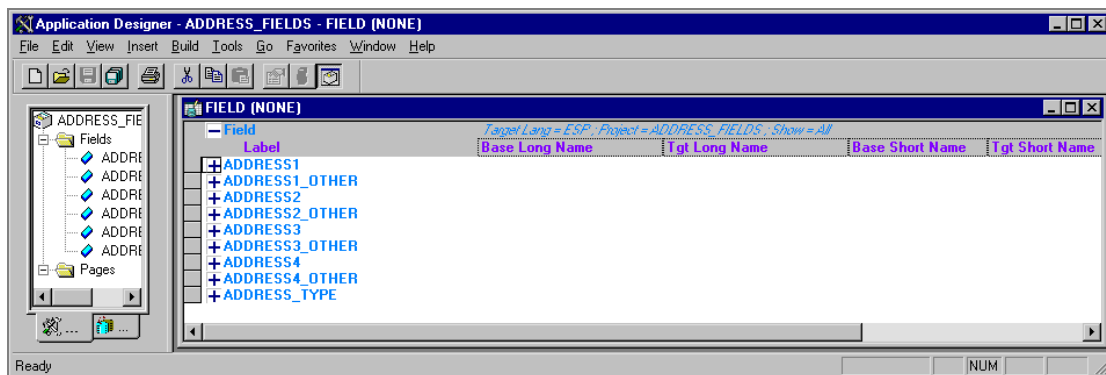 Application Designer - ADDRESS_FIELDS - FIELD (NONE)
File Edit View Insert Build Tools Go Favorites Window Help
ADDRESS_FIE
Fields
ADDRE
ADDRE
ADDRE
ADDRE
ADDRE
ADDRE
Pages
...
...
FIELD (NONE)
Field Target Lang = ESP ; Project = ADDRESS_FIELDS ; Show = All
Label Base Long Name Tgt Long Name Base Short Name Tgt Short Name
ADDRESS1
ADDRESS1_OTHER
ADDRESS2
ADDRESS2_OTHER
ADDRESS3
ADDRESS3_OTHER
ADDRESS4
ADDRESS4_OTHER
ADDRESS_TYPE
Ready NUM